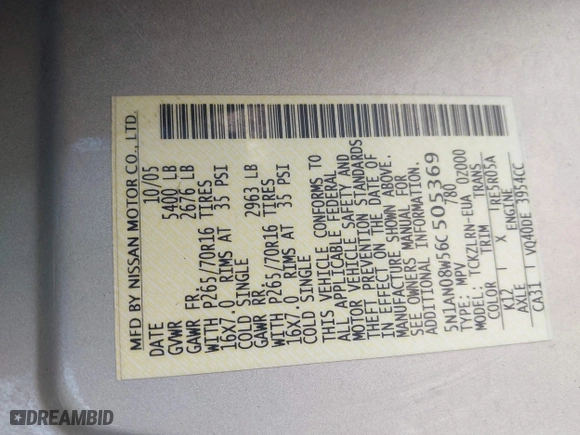 MFD BY NISSAN MOTOR CO., LTD.
DATE 10/05
GVWR 5400 LB
GAWR FR. 2676 LB
WITH P265/70R16 TIRES
16X7.0 RIMS AT 35 PSI
COLD SINGLE
GAWR RR. 2963 LB
WITH P265/70R16 TIRES
16X7.0 RIMS AT 35 PSI
COLD SINGLE
THIS VEHICLE CONFORMS TO
ALL APPLICABLE FEDERAL
MOTOR VEHICLE SAFETY AND
THEFT PREVENTION STANDARDS
IN EFFECT ON THE DATE OF
MANUFACTURE SHOWN ABOVE.
SEE OWNERS MANUAL FOR
ADDITIONAL INFORMATION.
5N1AN08W56C505369
TYPE: MPV 780
MODEL: TCKZLRN-EUA 02000
COLOR TRIM TRANS
K12 X RE5R05A
AXLE ENGINE
CA31 VQ40DE 3954CC
DREAMBID